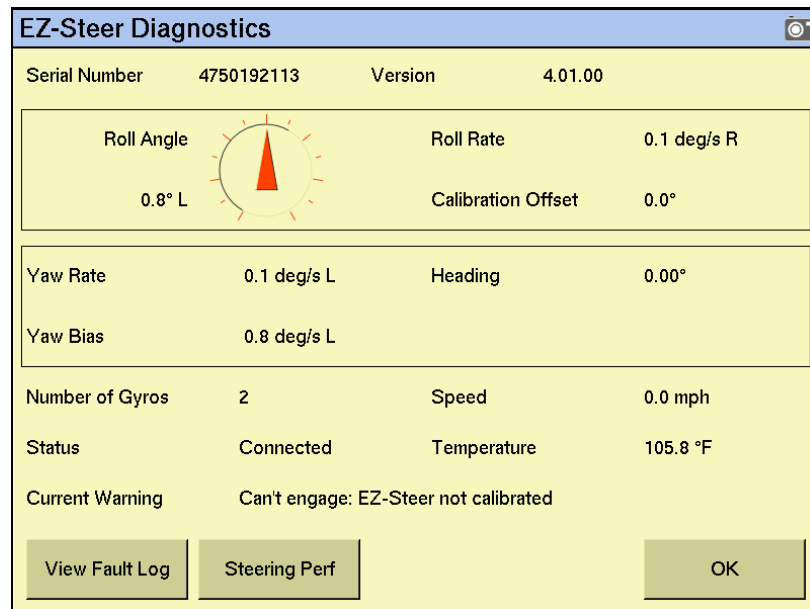 EZ-Steer Diagnostics
Serial Number 4750192113 Version 4.01.00
Roll Angle Roll Rate 0.1 deg/s R
0.8° L Calibration Offset 0.0°
Yaw Rate 0.1 deg/s L Heading 0.00°
Yaw Bias 0.8 deg/s L
Number of Gyros 2 Speed 0.0 mph
Status Connected Temperature 105.8 °F
Current Warning Can't engage: EZ-Steer not calibrated
View Fault Log Steering Perf OK